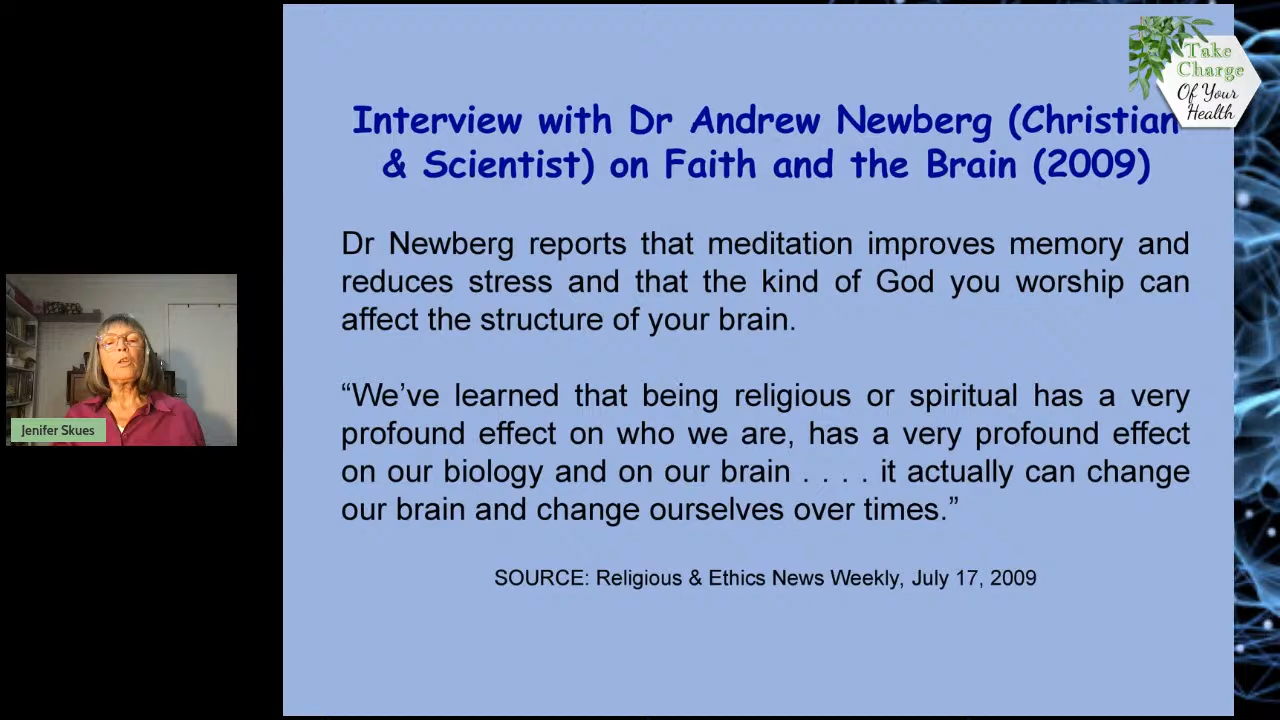 Take
Charge
Of Your
Health
Interview with Dr Andrew Newberg (Christian
& Scientist) on Faith and the Brain (2009)
Dr Newberg reports that meditation improves memory and
reduces stress and that the kind of God you worship can
affect the structure of your brain.
“We’ve learned that being religious or spiritual has a very
profound effect on who we are, has a very profound effect
on our biology and on our brain . . . . it actually can change
our brain and change ourselves over times.”
SOURCE: Religious & Ethics News Weekly, July 17, 2009
Jenifer Skues